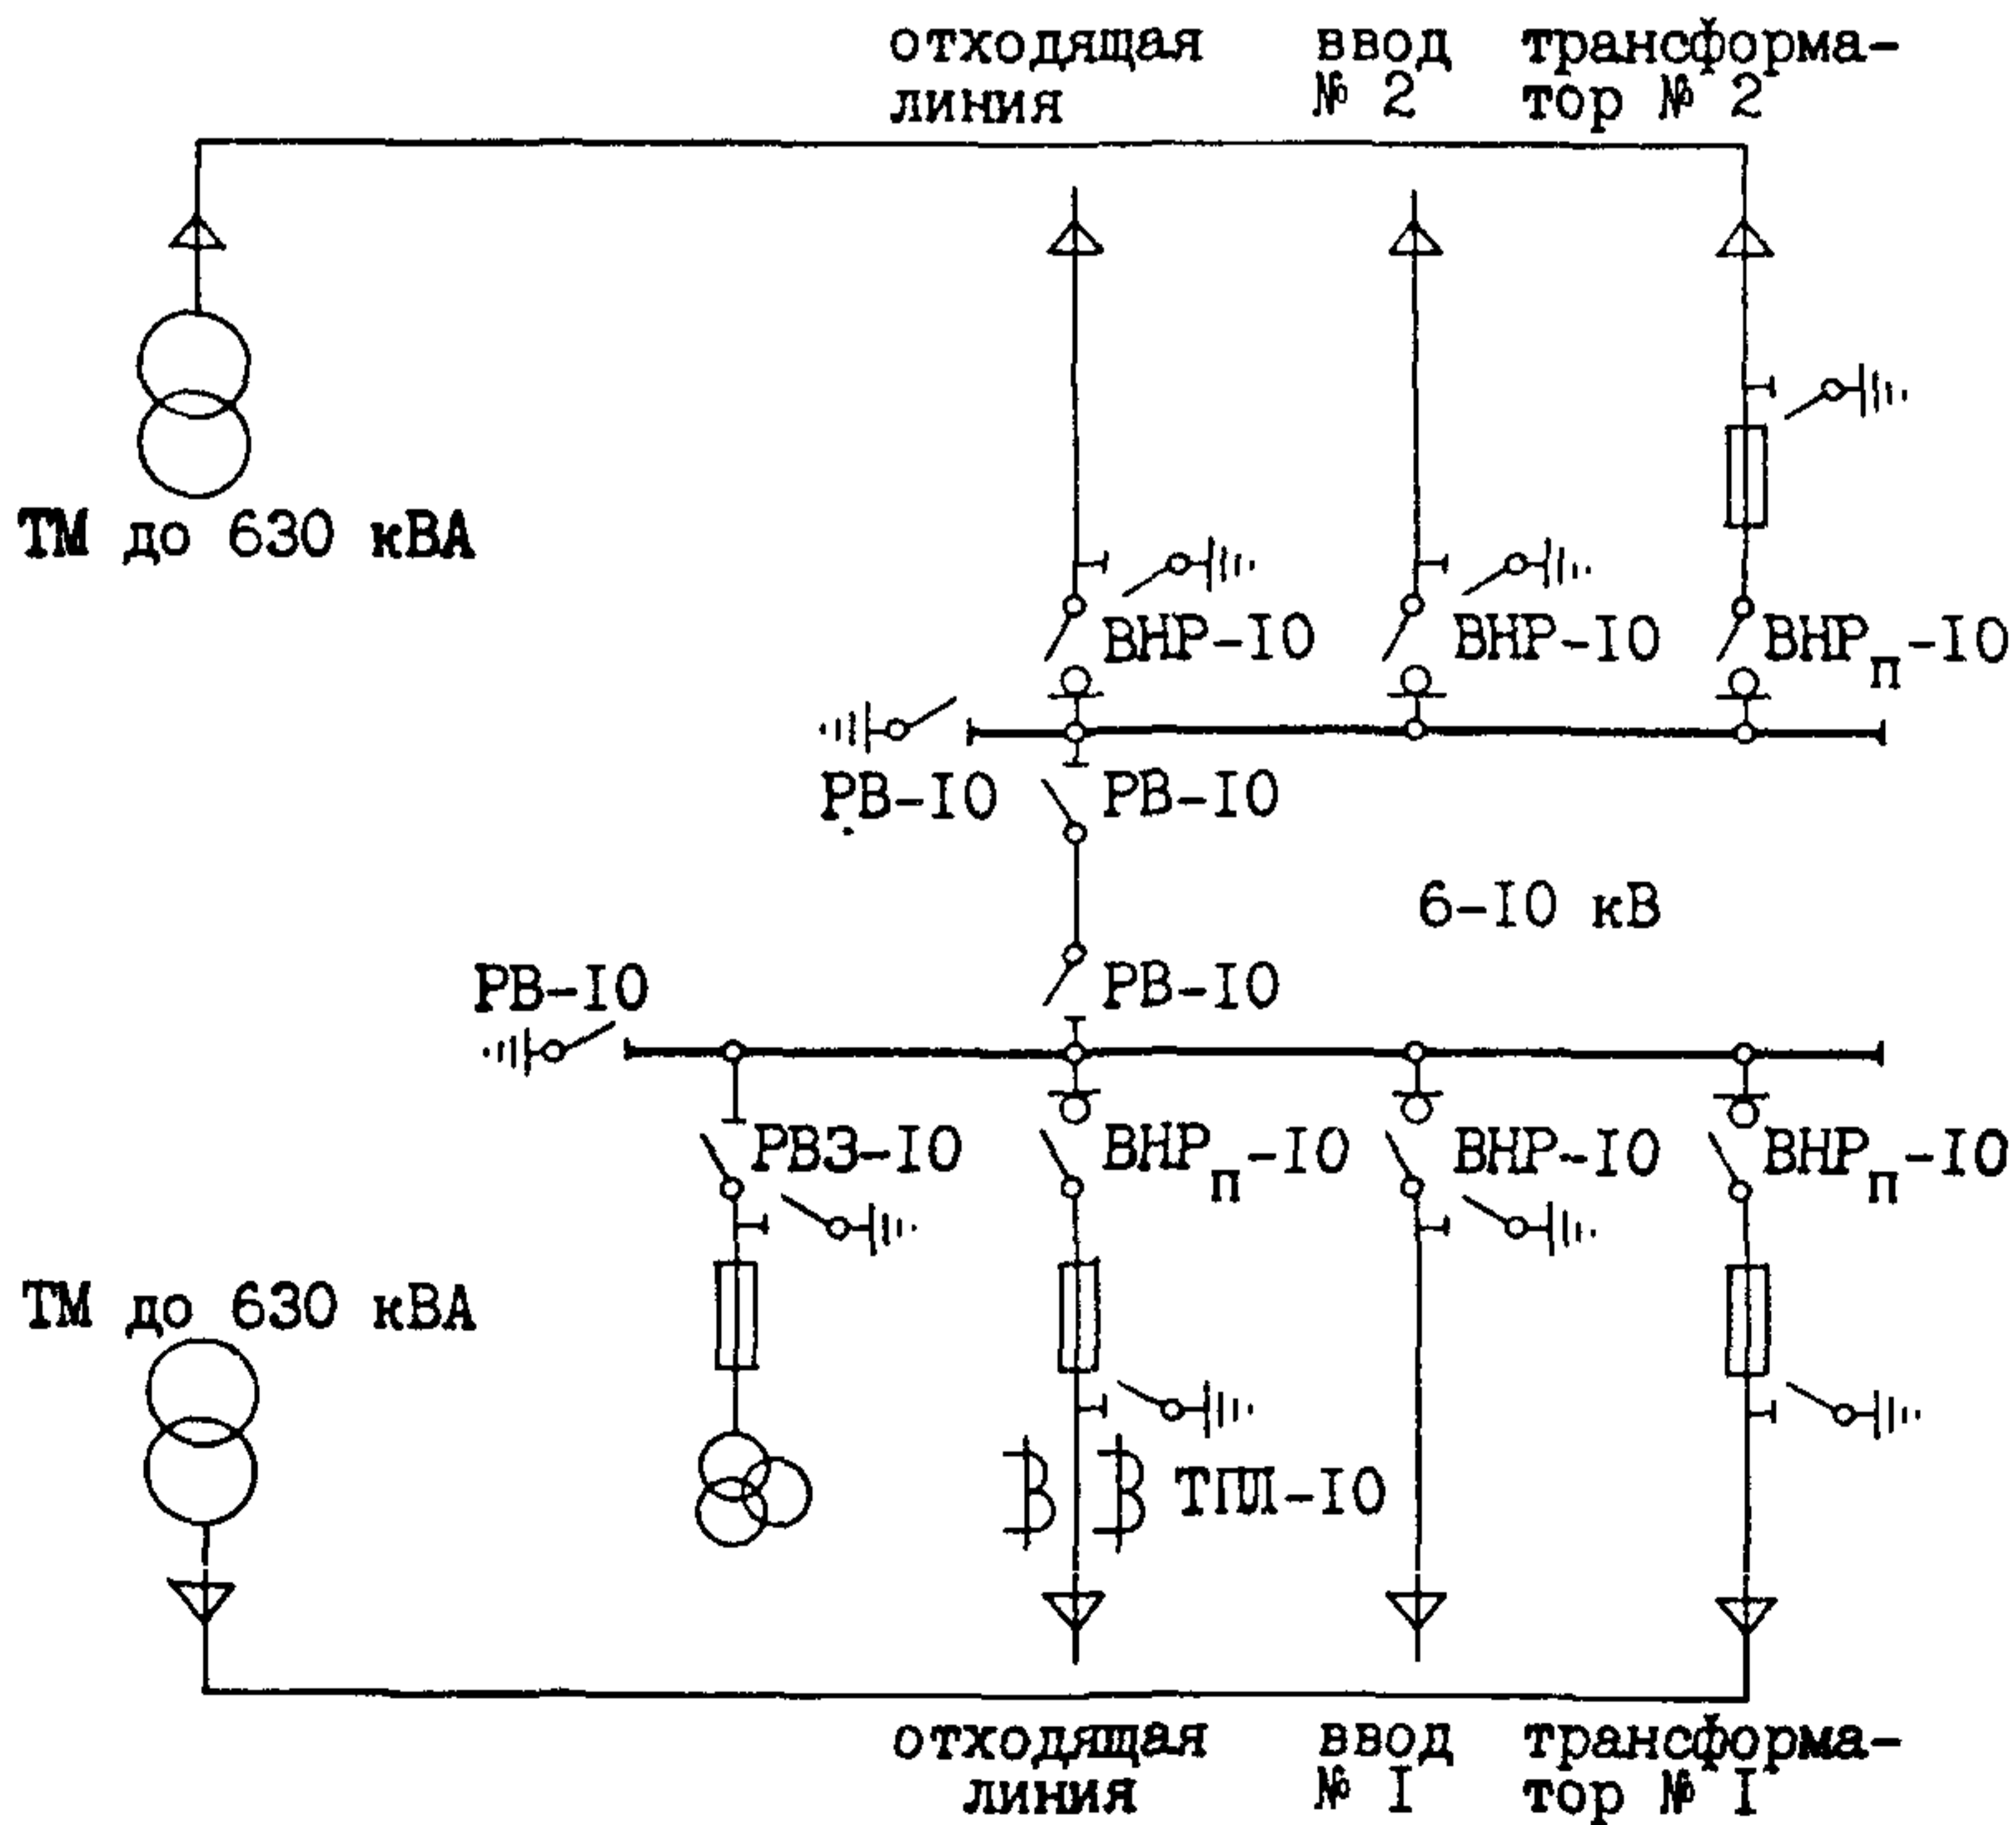 отходящая
линия
ввод
№ 2
трансформа-
тор № 2
ТМ до 630 кВА
ВНР-10
ВНР-10
ВНРп-10
РВ-10
РВ-10
6-10 кВ
РВ-10
РВ-10
РВЗ-10
ВНРп-10
ВНР-10
ВНРп-10
ТМ до 630 кВА
ТПЛ-10
отходящая
линия
ввод
№ I
трансформа-
тор № I